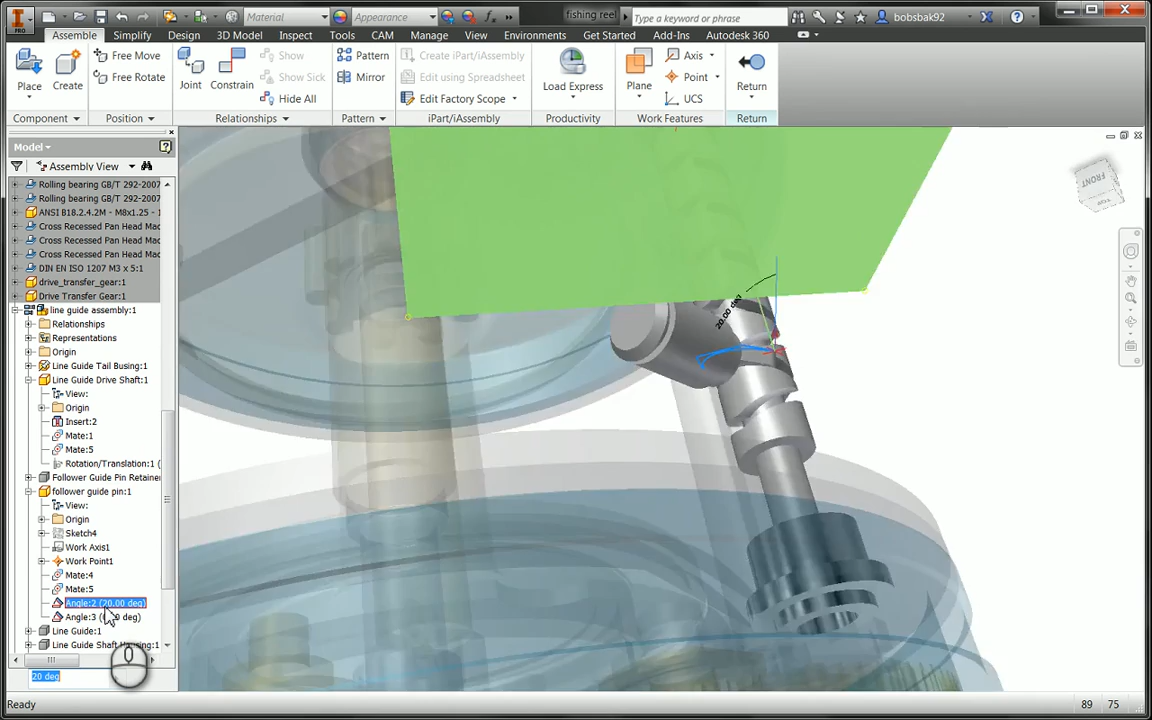 PRO
Material
Appearance
fishing reel
Type a keyword or phrase
bobsbak92
Assemble Simplify Design 3D Model Inspect Tools CAM Manage View Environments Get Started Add-Ins Autodesk 360
Place
Create
Free Move
Free Rotate
Joint
Constrain
Show
Show Sick
Hide All
Pattern
Mirror
Create iPart/iAssembly
Edit using Spreadsheet
Edit Factory Scope
Load Express
Plane
Axis
Point
UCS
Return
Component Position Relationships Pattern iPart/iAssembly Productivity Work Features Return
Model
Assembly View
Rolling bearing GB/T 292-2007
Rolling bearing GB/T 292-2007
ANSI B18.2.4.2M - M8x1.25 - 1
Cross Recessed Pan Head Mac
Cross Recessed Pan Head Mac
Cross Recessed Pan Head Mac
DIN EN ISO 1207 M3 x 5:1
drive_transfer_gear:1
Drive Transfer Gear:1
line guide assembly:1
Relationships
Representations
Origin
Line Guide Tail Busing:1
Line Guide Drive Shaft:1
View:
Origin
Insert:2
Mate:1
Mate:5
Rotation/Translation:1 (
Follower Guide Pin Retaine
follower guide pin:1
View:
Origin
Sketch4
Work Axis1
Work Point1
Mate:4
Mate:5
Angle:2 (20.00 deg)
Angle:3 ( deg)
Line Guide:1
Line Guide Shaft Housing:1
20 deg
20.00 deg
FRONT
TOP
Ready
89 75